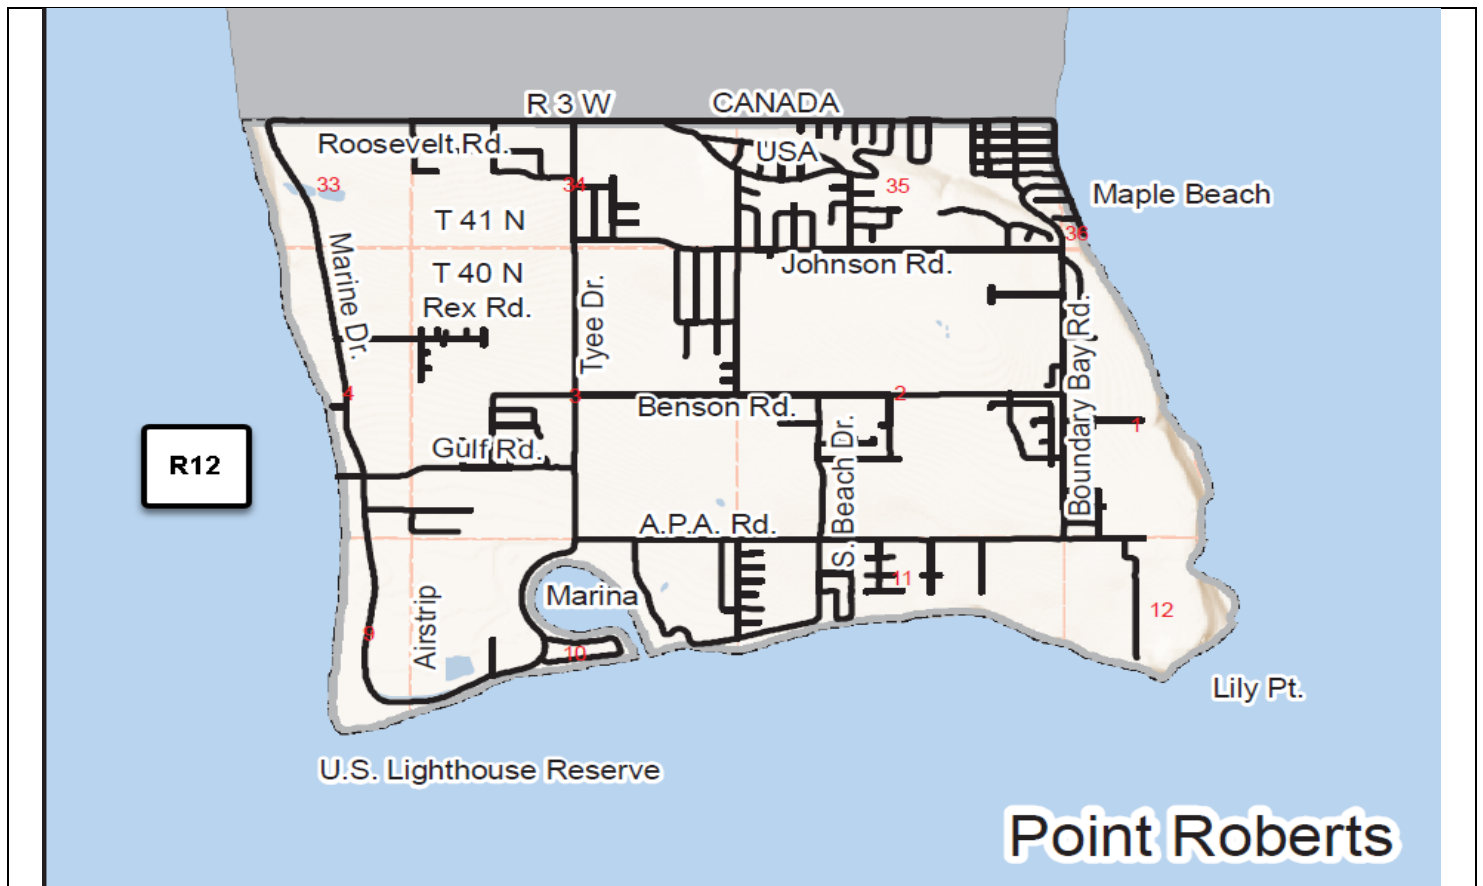 R 3 W
CANADA
Roosevelt Rd.
USA
33
34
35
Maple Beach
T 41 N
36
Marine Dr.
T 40 N
Johnson Rd.
Rex Rd.
Tyee Dr.
Boundary Bay Rd.
4
3
2
Benson Rd.
1
S. Beach Dr.
Gulf Rd.
R12
A.P.A. Rd.
Airstrip
Marina
11
12
9
10
Lily Pt.
U.S. Lighthouse Reserve
Point Roberts